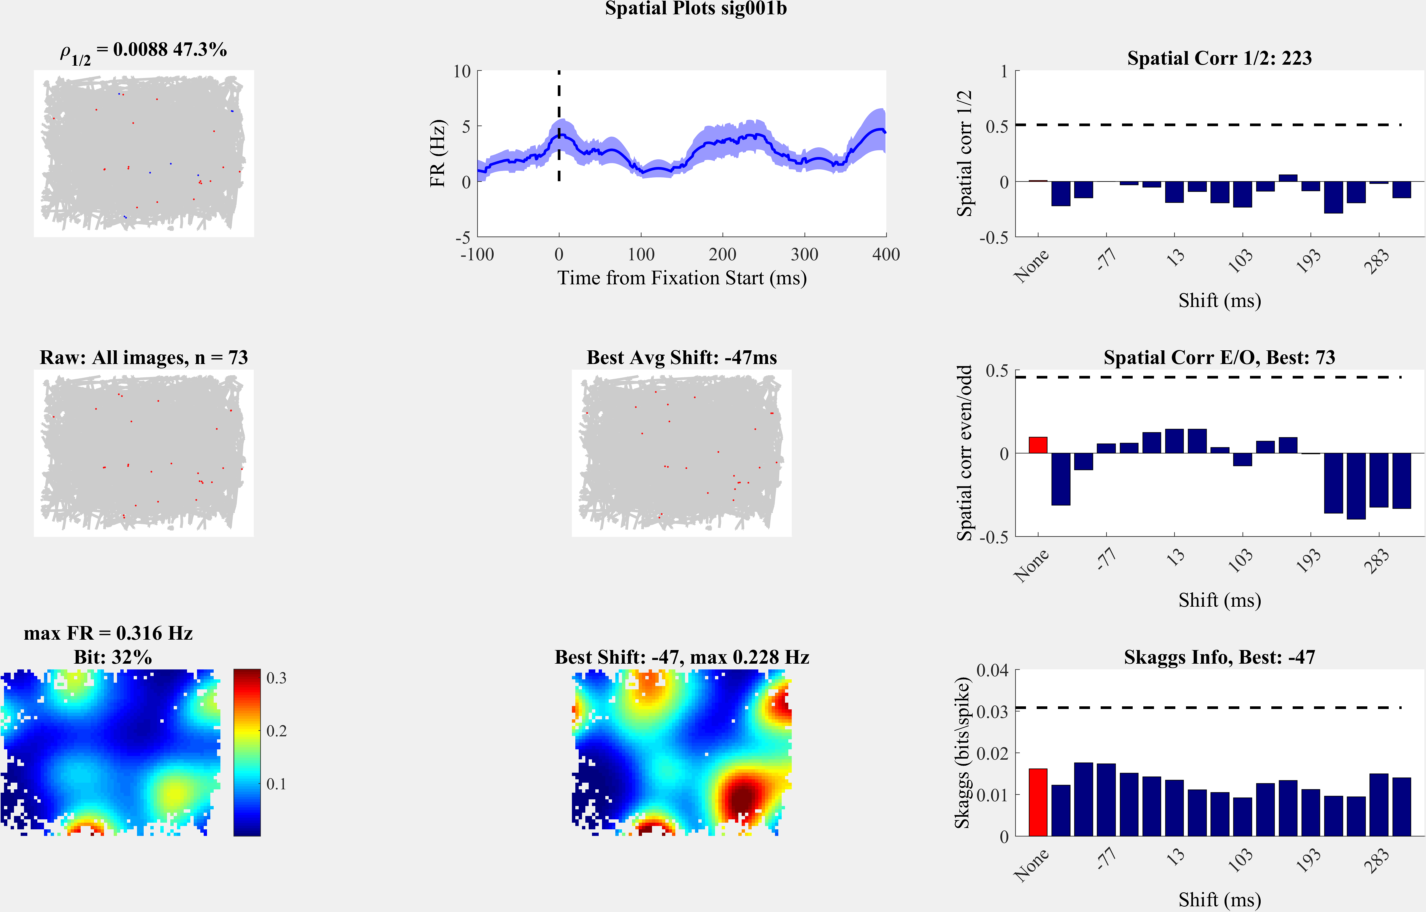 Spatial Plots sig001b
ρ1/2 = 0.0088 47.3%
10
5
0
-5
FR (Hz)
-100 0 100 200 300 400
Time from Fixation Start (ms)
Spatial Corr 1/2: 223
1
0.5
0
-0.5
Spatial corr 1/2
None -77 13 103 193 283
Shift (ms)
Raw: All images, n = 73
Best Avg Shift: -47ms
Spatial Corr E/O, Best: 73
0.5
0
-0.5
Spatial corr even/odd
None -77 13 103 193 283
Shift (ms)
max FR = 0.316 Hz
Bit: 32%
0.3
0.2
0.1
Best Shift: -47, max 0.228 Hz
Skaggs Info, Best: -47
0.04
0.03
0.02
0.01
0
Skaggs (bits\spike)
None -77 13 103 193 283
Shift (ms)